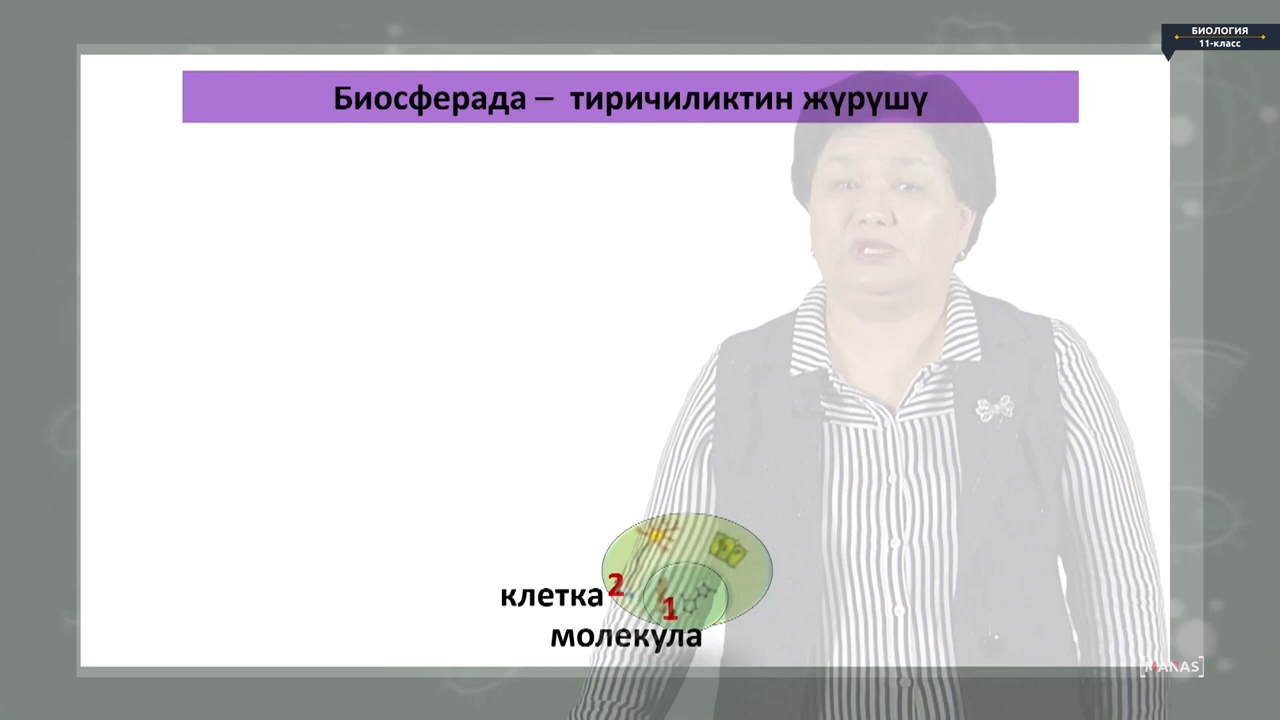 БИОЛОГИЯ
11-класс
Биосферада – тиричиликтин жүрүшү
клетка 2
1
молекула
MANAS